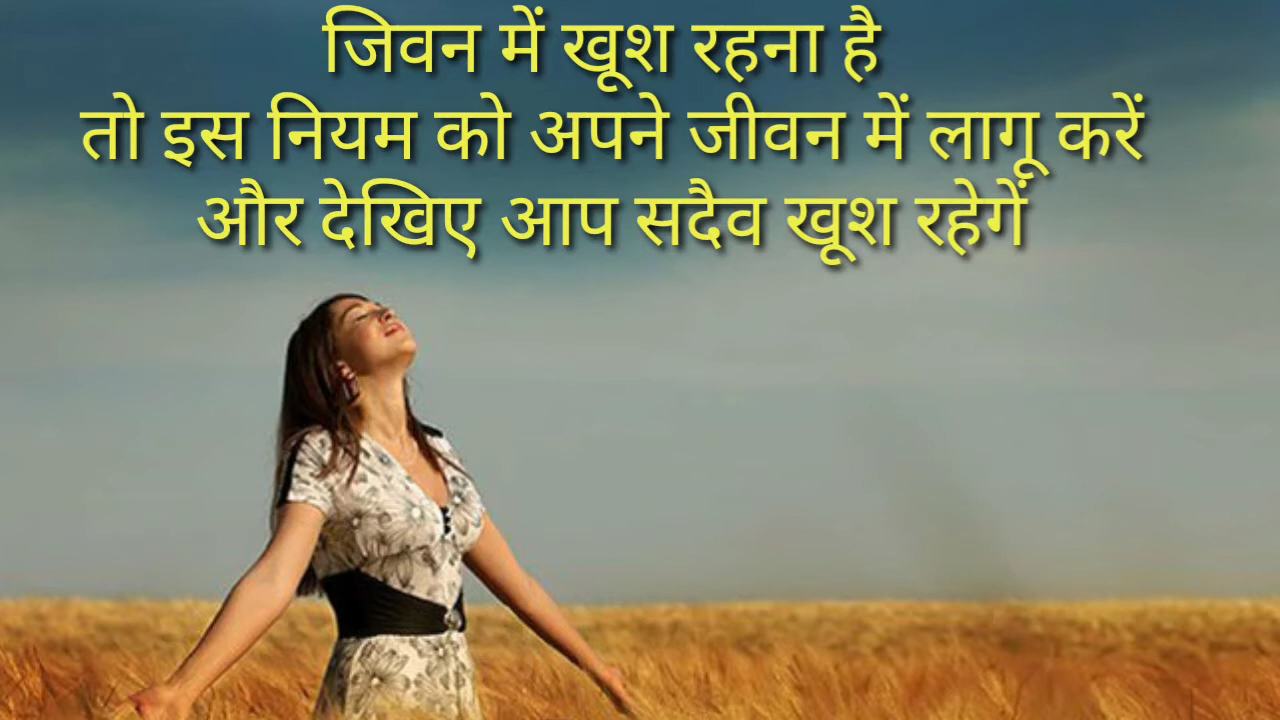 जिवन में खूश रहना है
तो इस नियम को अपने जीवन में लागू करें
और देखिए आप सदैव खूश रहेगें